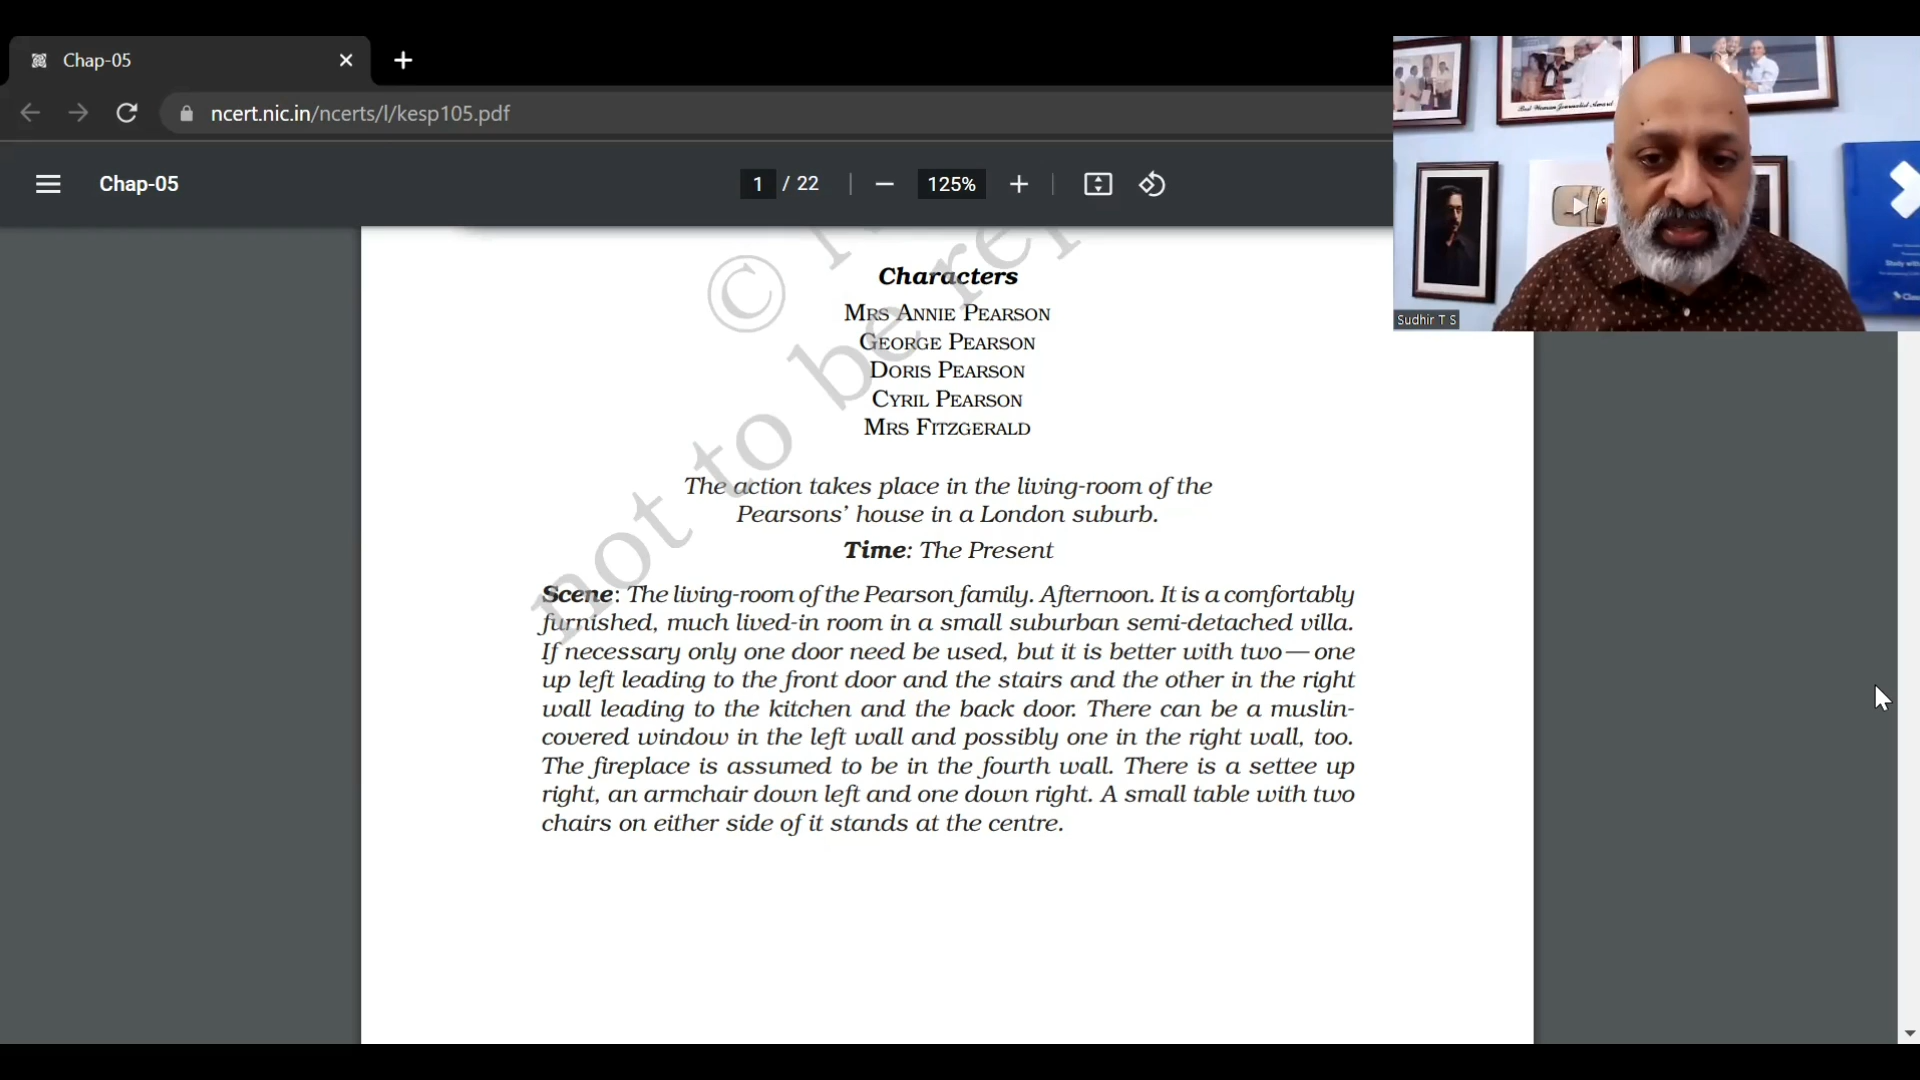 Chap-05
ncert.nic.in/ncerts/l/kesp105.pdf
Chap-05
1 / 22
125%
Characters
Mrs Annie Pearson
George Pearson
Doris Pearson
Cyril Pearson
Mrs Fitzgerald
The action takes place in the living-room of the
Pearsons’ house in a London suburb.
Time: The Present
Scene: The living-room of the Pearson family. Afternoon. It is a comfortably
furnished, much lived-in room in a small suburban semi-detached villa.
If necessary only one door need be used, but it is better with two — one
up left leading to the front door and the stairs and the other in the right
wall leading to the kitchen and the back door. There can be a muslin-
covered window in the left wall and possibly one in the right wall, too.
The fireplace is assumed to be in the fourth wall. There is a settee up
right, an armchair down left and one down right. A small table with two
chairs on either side of it stands at the centre.
©
not to be
Best Woman Journalist Award
Sudhir T S